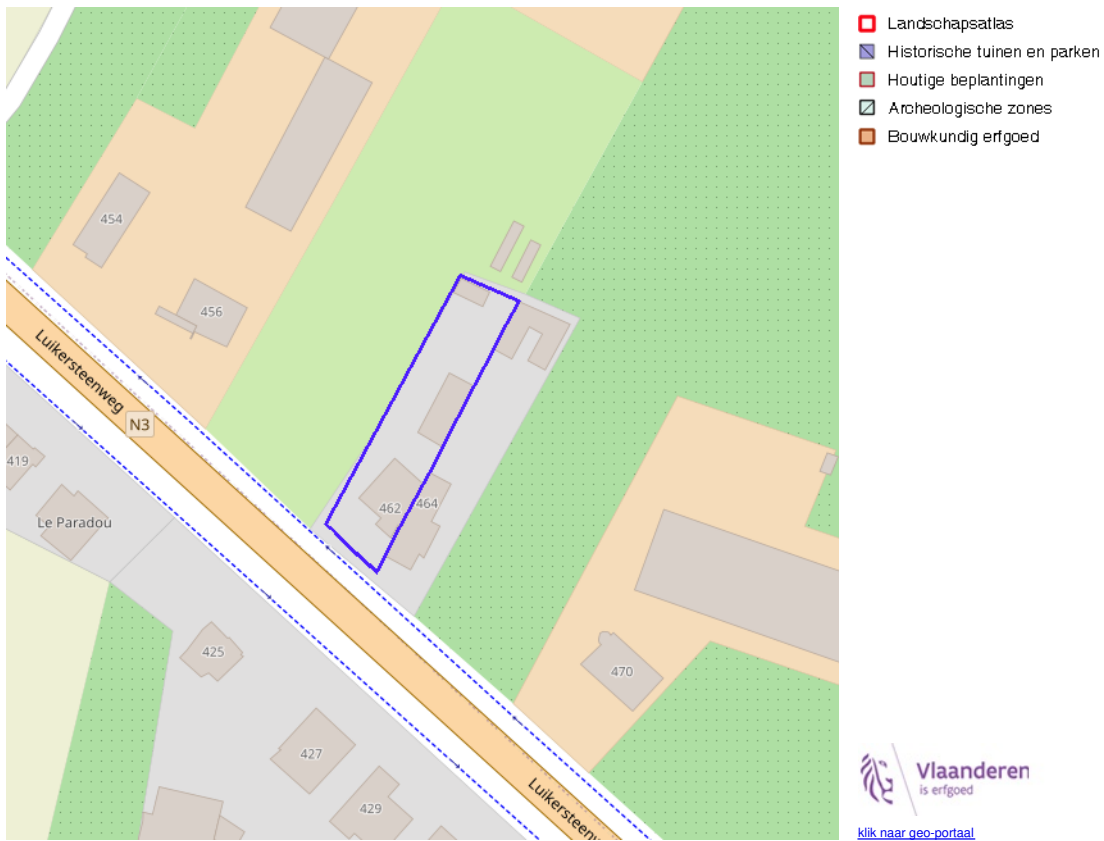 Landschapsatlas
Historische tuinen en parken
Houtige beplantingen
Archeologische zones
Bouwkundig erfgoed
454
456
Luikersteenweg
N3
419
Le Paradou
462
464
425
470
427
429
Luikersteenw
Vlaanderen
is erfgoed
klik naar geo-portaal